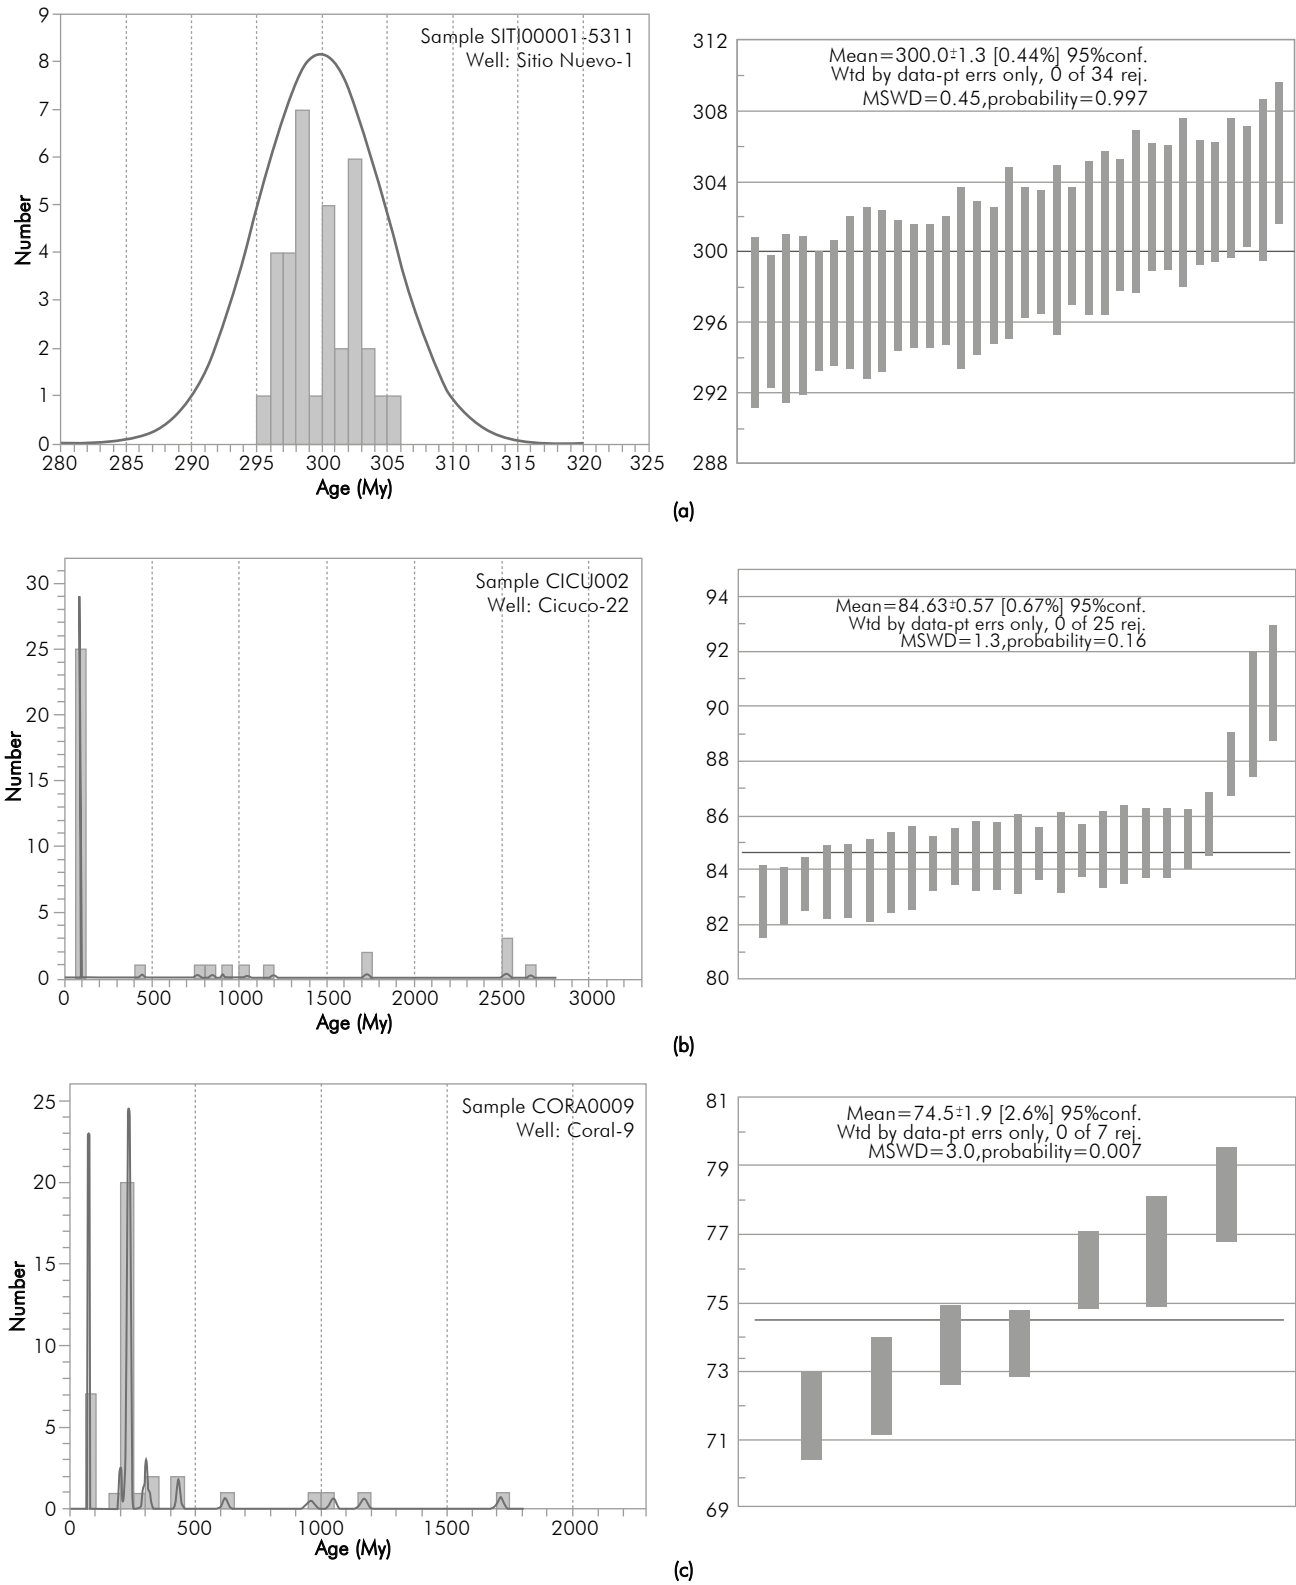 9
8
7
6
5
4
3
2
1
0
Number
Sample SITI00001-5311
Well: Sitio Nuevo-1
280 285 290 295 300 305 310 315 320 325
Age (My)
312
308
304
300
296
292
288
Mean=300.0±1.3 [0.44%] 95%conf.
Wtd by data-pt errs only, 0 of 34 rej.
MSWD=0.45,probability=0.997
(a)
30
25
20
15
10
5
0
Number
Sample CICU002
Well: Cicuco-22
0 500 1000 1500 2000 2500 3000
Age (My)
94
92
90
88
86
84
82
80
Mean=84.63±0.57 [0.67%] 95%conf.
Wtd by data-pt errs only, 0 of 25 rej.
MSWD=1.3,probability=0.16
(b)
25
20
15
10
5
0
Number
Sample CORA0009
Well: Coral-9
0 500 1000 1500 2000
Age (My)
81
79
77
75
73
71
69
Mean=74.5±1.9 [2.6%] 95%conf.
Wtd by data-pt errs only, 0 of 7 rej.
MSWD=3.0,probability=0.007
(c)